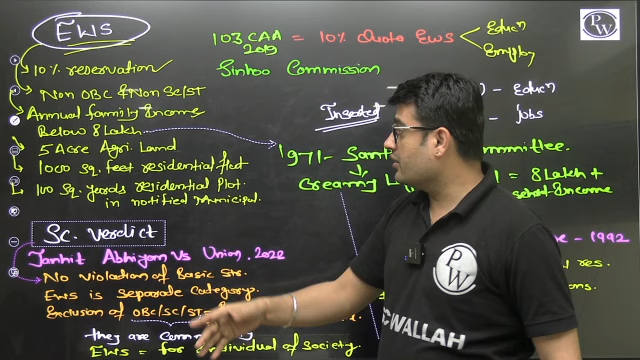 EWS
10% reservation
Non OBC & Non SC/ST
Annual family Income
Below 8 Lakh
5 Acre Agri. Land
1000 sq. feet residential flat
100 Sq. yards residential Plot
in notified Municipal.
SC. verdict
Janhit Abhiyan Vs Union, 2022
No violation of Basic Str.
EWS is separate category.
Exclusion of OBC/SC/ST
they are
EWS = for individual of society
103 CAA = 10% Quota EWS
2019
Educn
Sinhoo Commission
Inserted
- Educn
- Jobs
1971-
Creamy
= 8 Lakh +
Income
- 1992
res.
PW
PW
WALLAH